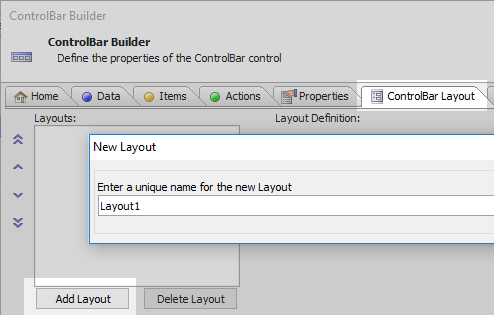 ControlBar Builder
ControlBar Builder
Define the properties of the ControlBar control
Home Data Items Actions Properties ControlBar Layout
Layouts: Layout Definition:
New Layout
Enter a unique name for the new Layout
Layout1
Add Layout Delete Layout